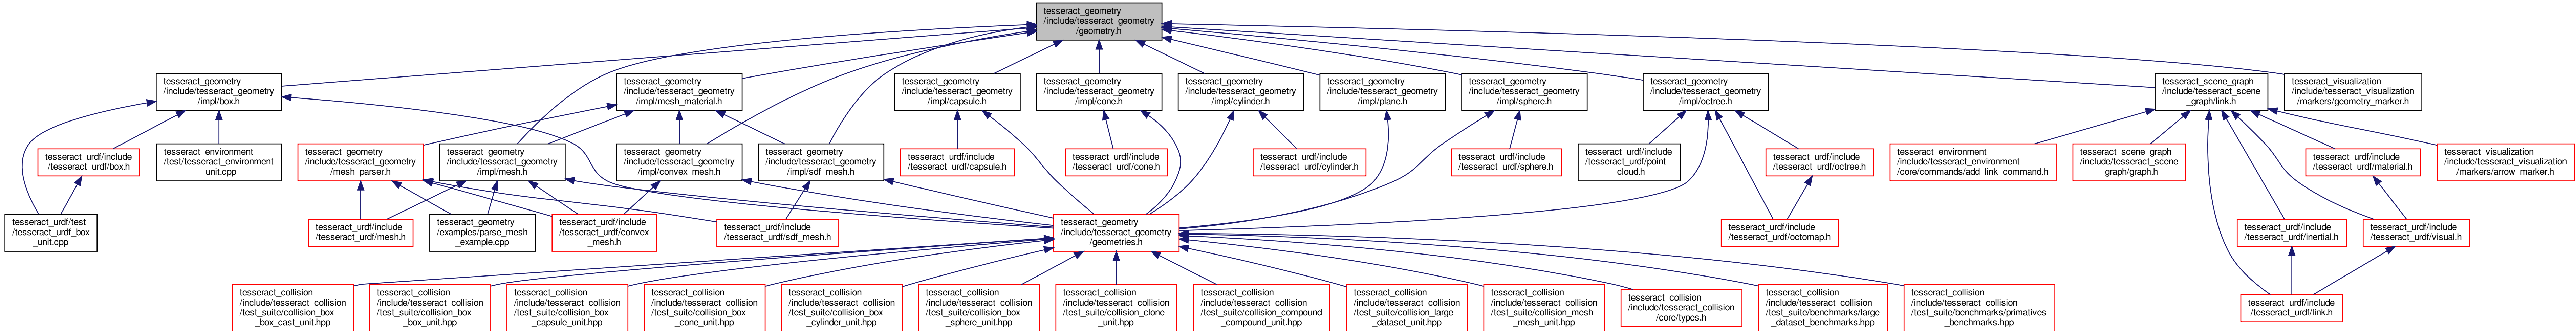 tesseract_geometry
/include/tesseract_geometry
/geometry.h
tesseract_geometry
/include/tesseract_geometry
/impl/box.h
tesseract_geometry
/include/tesseract_geometry
/impl/mesh_material.h
tesseract_geometry
/include/tesseract_geometry
/impl/capsule.h
tesseract_geometry
/include/tesseract_geometry
/impl/cone.h
tesseract_geometry
/include/tesseract_geometry
/impl/cylinder.h
tesseract_geometry
/include/tesseract_geometry
/impl/plane.h
tesseract_geometry
/include/tesseract_geometry
/impl/sphere.h
tesseract_geometry
/include/tesseract_geometry
/impl/octree.h
tesseract_scene_graph
/include/tesseract_scene
_graph/link.h
tesseract_visualization
/include/tesseract_visualization
/markers/geometry_marker.h
tesseract_urdf/include
/tesseract_urdf/box.h
tesseract_environment
/test/tesseract_environment
_unit.cpp
tesseract_geometry
/include/tesseract_geometry
/mesh_parser.h
tesseract_geometry
/include/tesseract_geometry
/impl/mesh.h
tesseract_geometry
/include/tesseract_geometry
/impl/convex_mesh.h
tesseract_geometry
/include/tesseract_geometry
/impl/sdf_mesh.h
tesseract_urdf/include
/tesseract_urdf/capsule.h
tesseract_urdf/include
/tesseract_urdf/cone.h
tesseract_urdf/include
/tesseract_urdf/cylinder.h
tesseract_urdf/include
/tesseract_urdf/sphere.h
tesseract_urdf/include
/tesseract_urdf/point
_cloud.h
tesseract_urdf/include
/tesseract_urdf/octree.h
tesseract_environment
/include/tesseract_environment
/core/commands/add_link_command.h
tesseract_scene_graph
/include/tesseract_scene
_graph/graph.h
tesseract_urdf/include
/tesseract_urdf/material.h
tesseract_visualization
/include/tesseract_visualization
/markers/arrow_marker.h
tesseract_urdf/test
/tesseract_urdf_box
_unit.cpp
tesseract_urdf/include
/tesseract_urdf/mesh.h
tesseract_geometry
/examples/parse_mesh
_example.cpp
tesseract_urdf/include
/tesseract_urdf/convex
_mesh.h
tesseract_urdf/include
/tesseract_urdf/sdf_mesh.h
tesseract_geometry
/include/tesseract_geometry
/geometries.h
tesseract_urdf/include
/tesseract_urdf/octomap.h
tesseract_urdf/include
/tesseract_urdf/inertial.h
tesseract_urdf/include
/tesseract_urdf/visual.h
tesseract_collision
/include/tesseract_collision
/test_suite/collision_box
_box_cast_unit.hpp
tesseract_collision
/include/tesseract_collision
/test_suite/collision_box
_box_unit.hpp
tesseract_collision
/include/tesseract_collision
/test_suite/collision_box
_capsule_unit.hpp
tesseract_collision
/include/tesseract_collision
/test_suite/collision_box
_cone_unit.hpp
tesseract_collision
/include/tesseract_collision
/test_suite/collision_box
_cylinder_unit.hpp
tesseract_collision
/include/tesseract_collision
/test_suite/collision_box
_sphere_unit.hpp
tesseract_collision
/include/tesseract_collision
/test_suite/collision_clone
_unit.hpp
tesseract_collision
/include/tesseract_collision
/test_suite/collision_compound
_compound_unit.hpp
tesseract_collision
/include/tesseract_collision
/test_suite/collision_large
_dataset_unit.hpp
tesseract_collision
/include/tesseract_collision
/test_suite/collision_mesh
_mesh_unit.hpp
tesseract_collision
/include/tesseract_collision
/core/types.h
tesseract_collision
/include/tesseract_collision
/test_suite/benchmarks/large
_dataset_benchmarks.hpp
tesseract_collision
/include/tesseract_collision
/test_suite/benchmarks/primatives
_benchmarks.hpp
tesseract_urdf/include
/tesseract_urdf/link.h